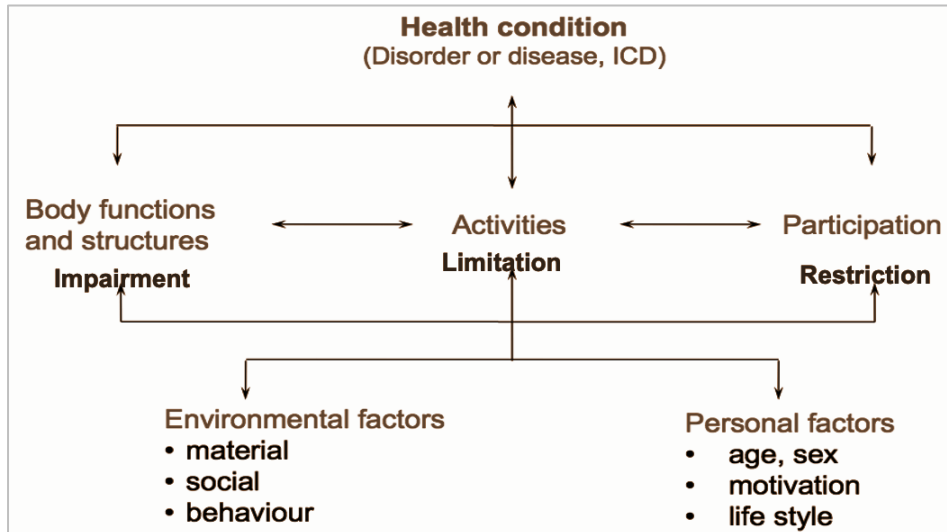 Health condition
(Disorder or disease, ICD)
Body functions
and structures
Impairment
Activities
Limitation
Participation
Restriction
Environmental factors
• material
• social
• behaviour
Personal factors
• age, sex
• motivation
• life style